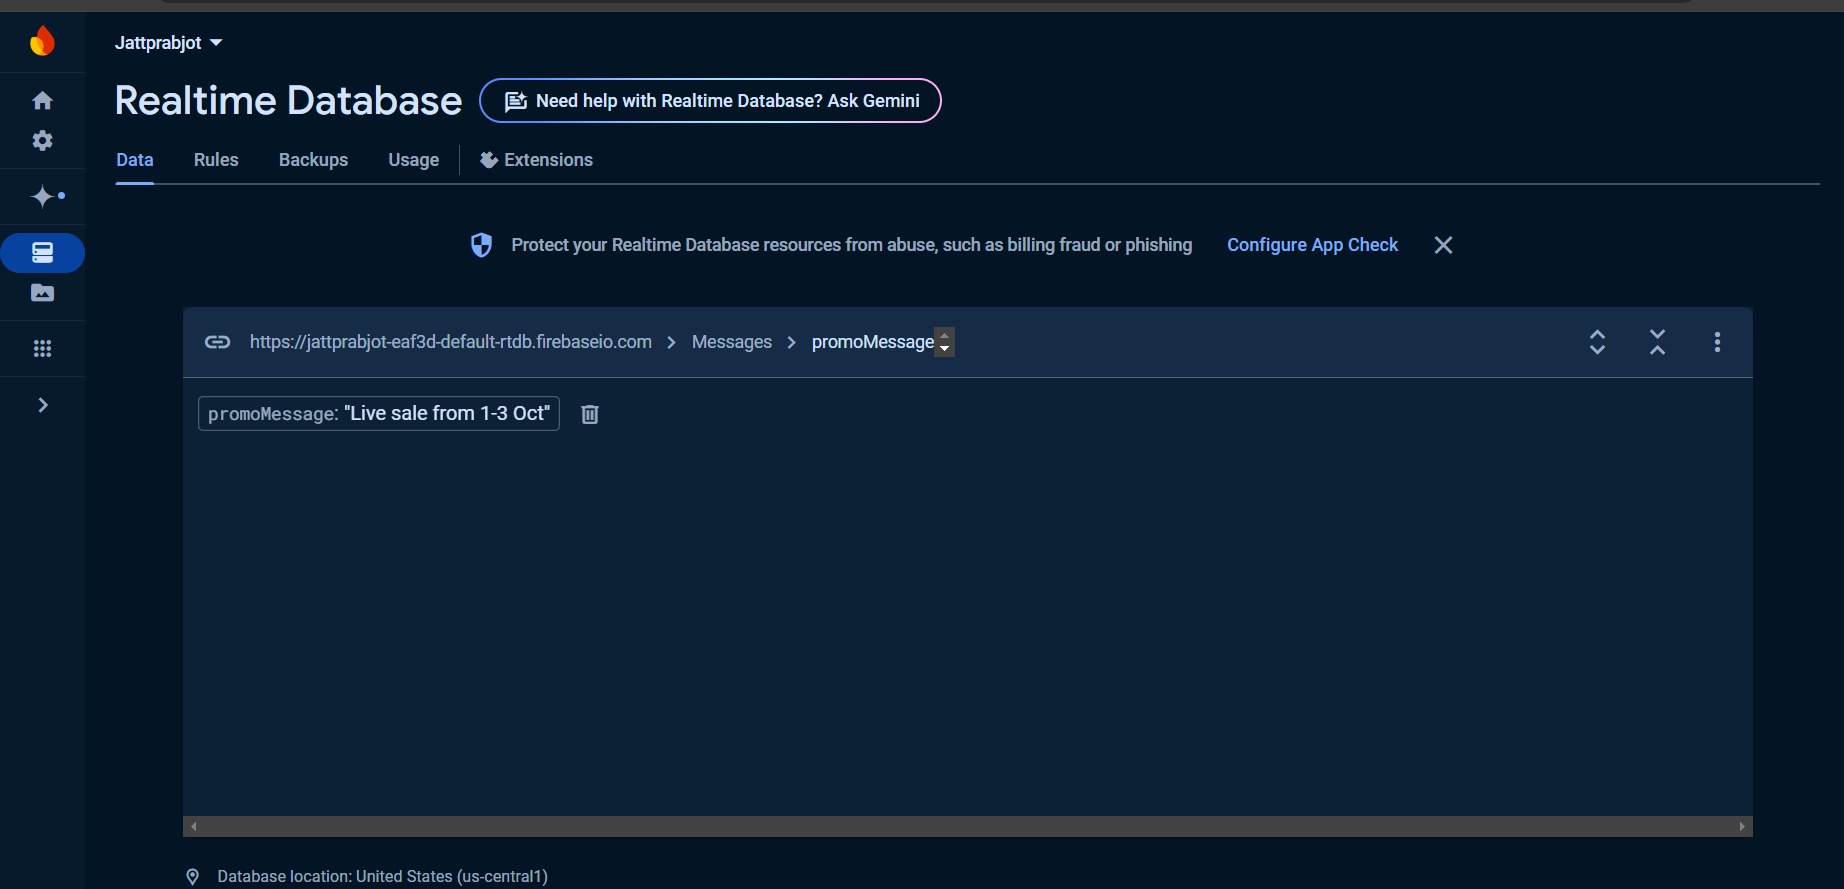 Jattprabjot
Realtime Database
Need help with Realtime Database? Ask Gemini
Data Rules Backups Usage Extensions
Protect your Realtime Database resources from abuse, such as billing fraud or phishing Configure App Check
https://jattprabjot-eaf3d-default-rtdb.firebaseio.com Messages promoMessage
promoMessage: "Live sale from 1-3 Oct"
Database location: United States (us-central1)